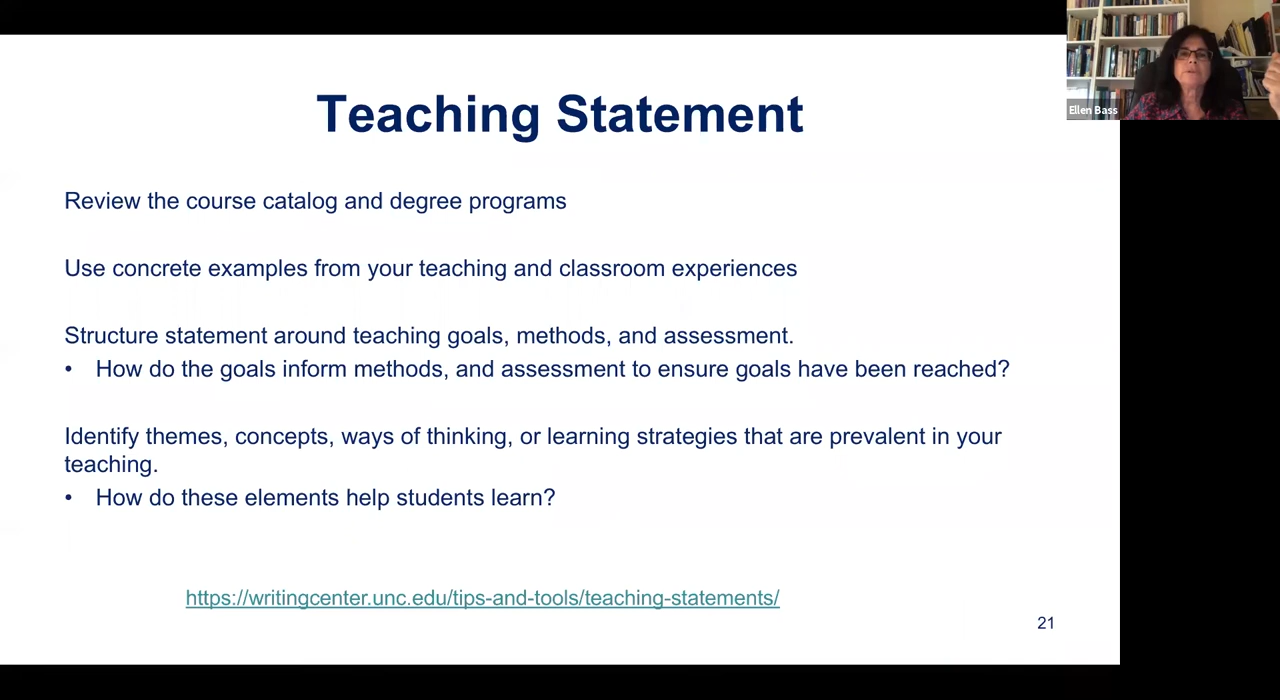 Teaching Statement
Ellen Bass
Review the course catalog and degree programs
Use concrete examples from your teaching and classroom experiences
Structure statement around teaching goals, methods, and assessment.
• How do the goals inform methods, and assessment to ensure goals have been reached?
Identify themes, concepts, ways of thinking, or learning strategies that are prevalent in your
teaching.
• How do these elements help students learn?
https://writingcenter.unc.edu/tips-and-tools/teaching-statements/
21